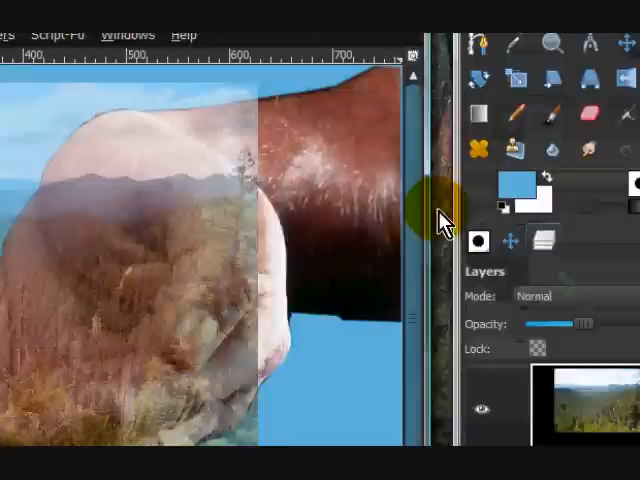 ers Script-Fu Windows Help
400 500 600 700
Layers
Mode: Normal
Opacity:
Lock: